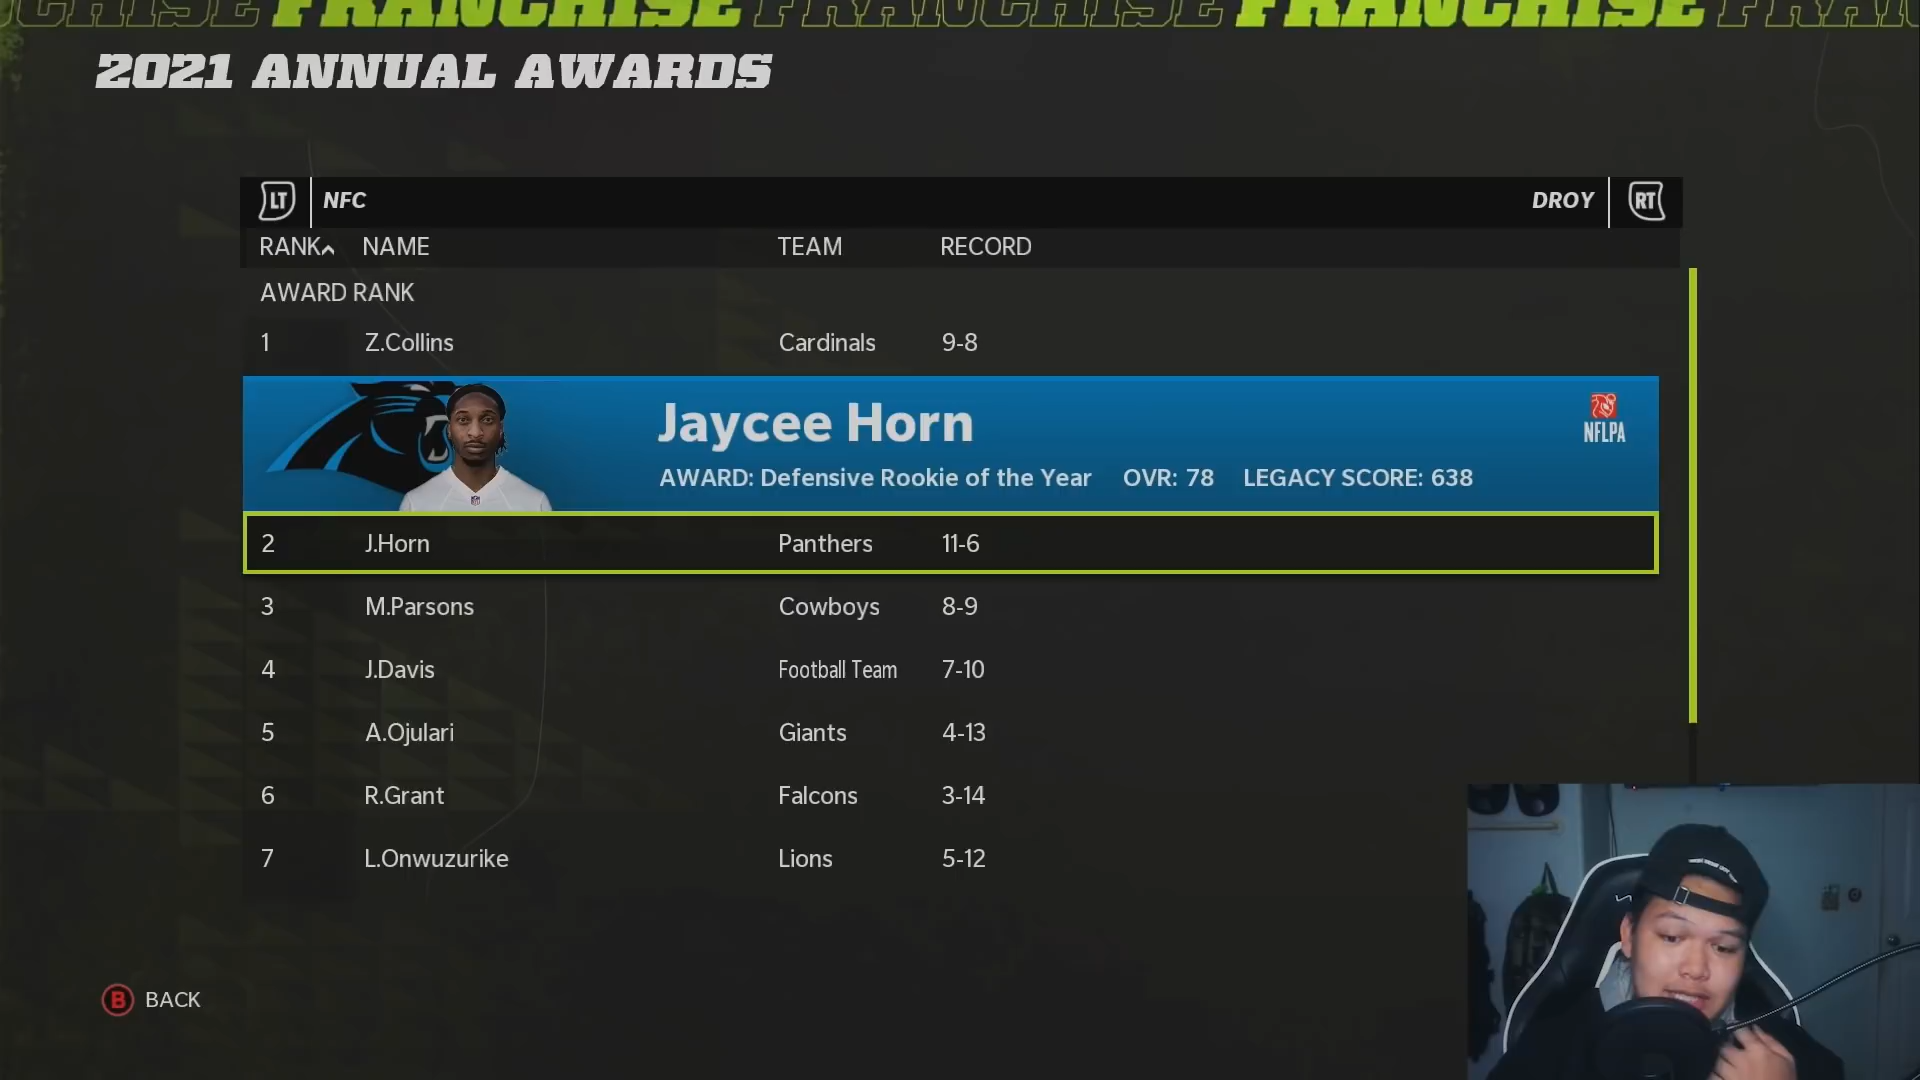 CHISE FRANCHISE FRANCHISE FRANCHISE FRAN
2021 ANNUAL AWARDS
LT NFC DROY RT
RANK NAME TEAM RECORD
AWARD RANK
1 Z.Collins Cardinals 9-8
Jaycee Horn
NFLPA
AWARD: Defensive Rookie of the Year OVR: 78 LEGACY SCORE: 638
2 J.Horn Panthers 11-6
3 M.Parsons Cowboys 8-9
4 J.Davis Football Team 7-10
5 A.Ojulari Giants 4-13
6 R.Grant Falcons 3-14
7 L.Onwuzurike Lions 5-12
B BACK